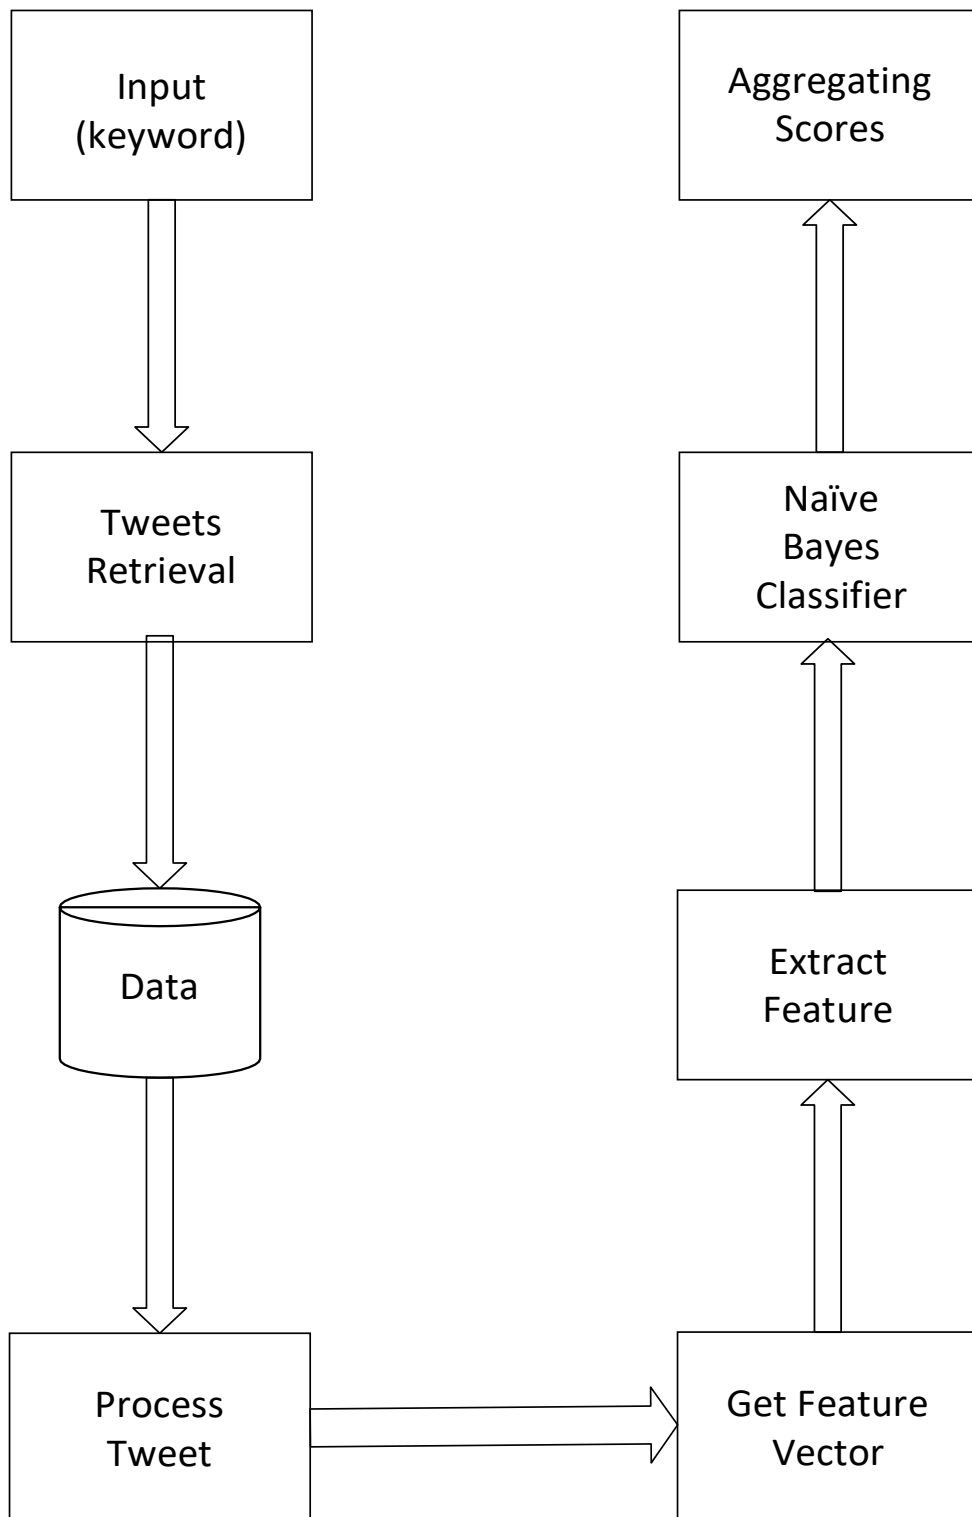 Input
(keyword)
Tweets
Retrieval
Data
Process
Tweet
Get Feature
Vector
Extract
Feature
Naïve
Bayes
Classifier
Aggregating
Scores